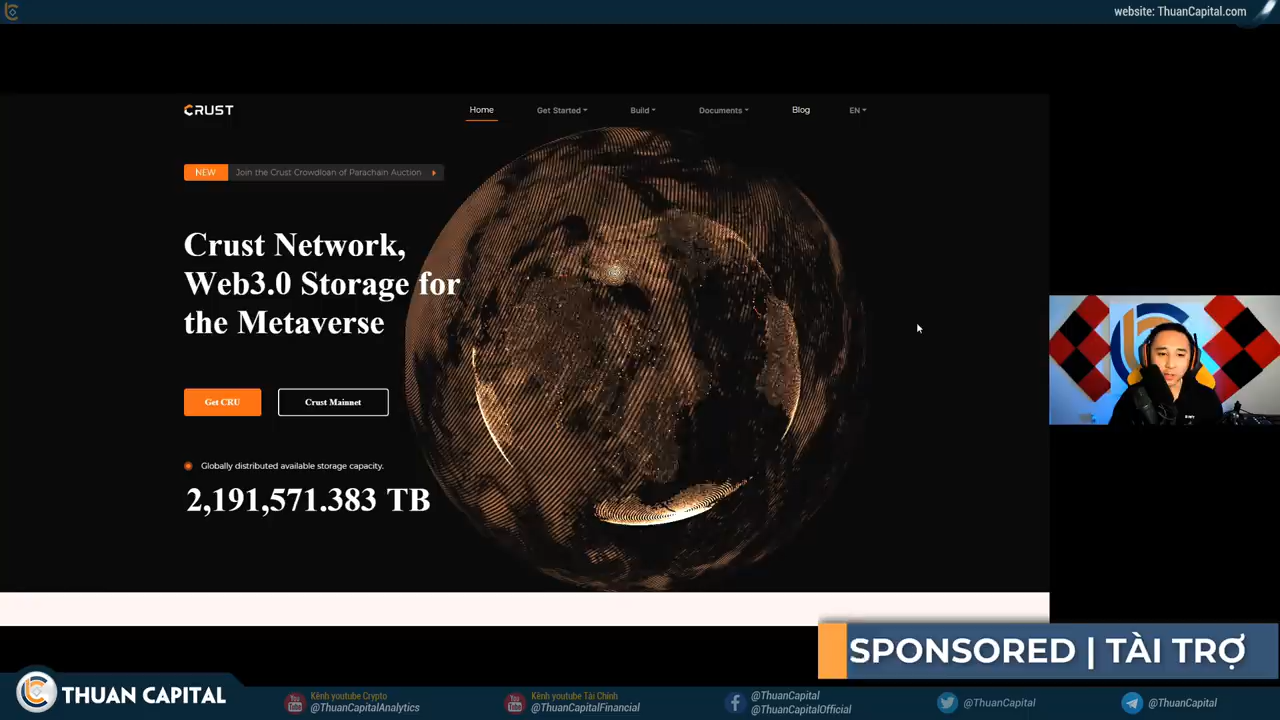 website: ThuanCapital.com
CRUST
Home
Get Started
Build
Documents
Blog
EN
NEW
Join the Crust Crowdloan of Parachain Auction
Crust Network,
Web3.0 Storage for
the Metaverse
Get CRU
Crust Mainnet
Globally distributed available storage capacity.
2,191,571.383 TB
SPONSORED | TÀI TRỢ
THUAN CAPITAL
Kênh youtube Crypto
@ThuanCapitalAnalytics
Kênh youtube Tài Chính
@ThuanCapitalFinancial
@ThuanCapital
@ThuanCapitalOfficial
@ThuanCapital
@ThuanCapital